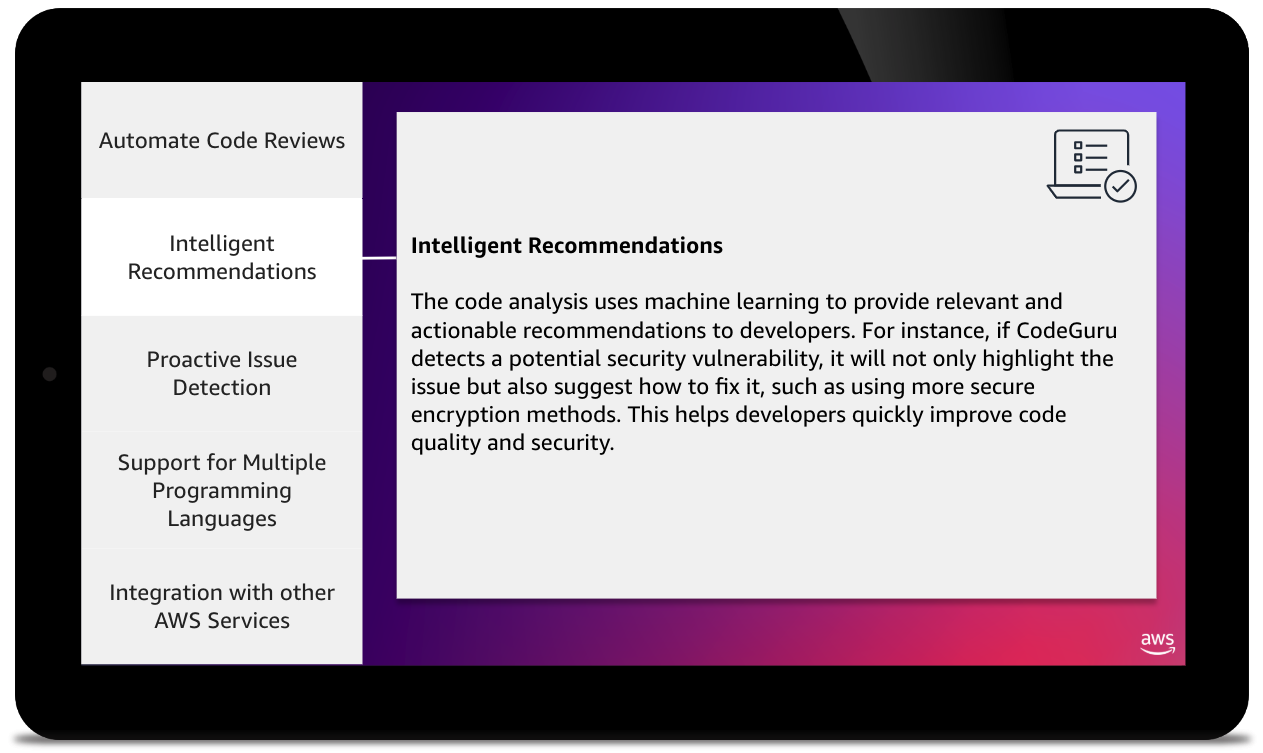 Automate Code Reviews
Intelligent
Recommendations
Proactive Issue
Detection
Support for Multiple
Programming
Languages
Integration with other
AWS Services
Intelligent Recommendations
The code analysis uses machine learning to provide relevant and
actionable recommendations to developers. For instance, if CodeGuru
detects a potential security vulnerability, it will not only highlight the
issue but also suggest how to fix it, such as using more secure
encryption methods. This helps developers quickly improve code
quality and security.
aws